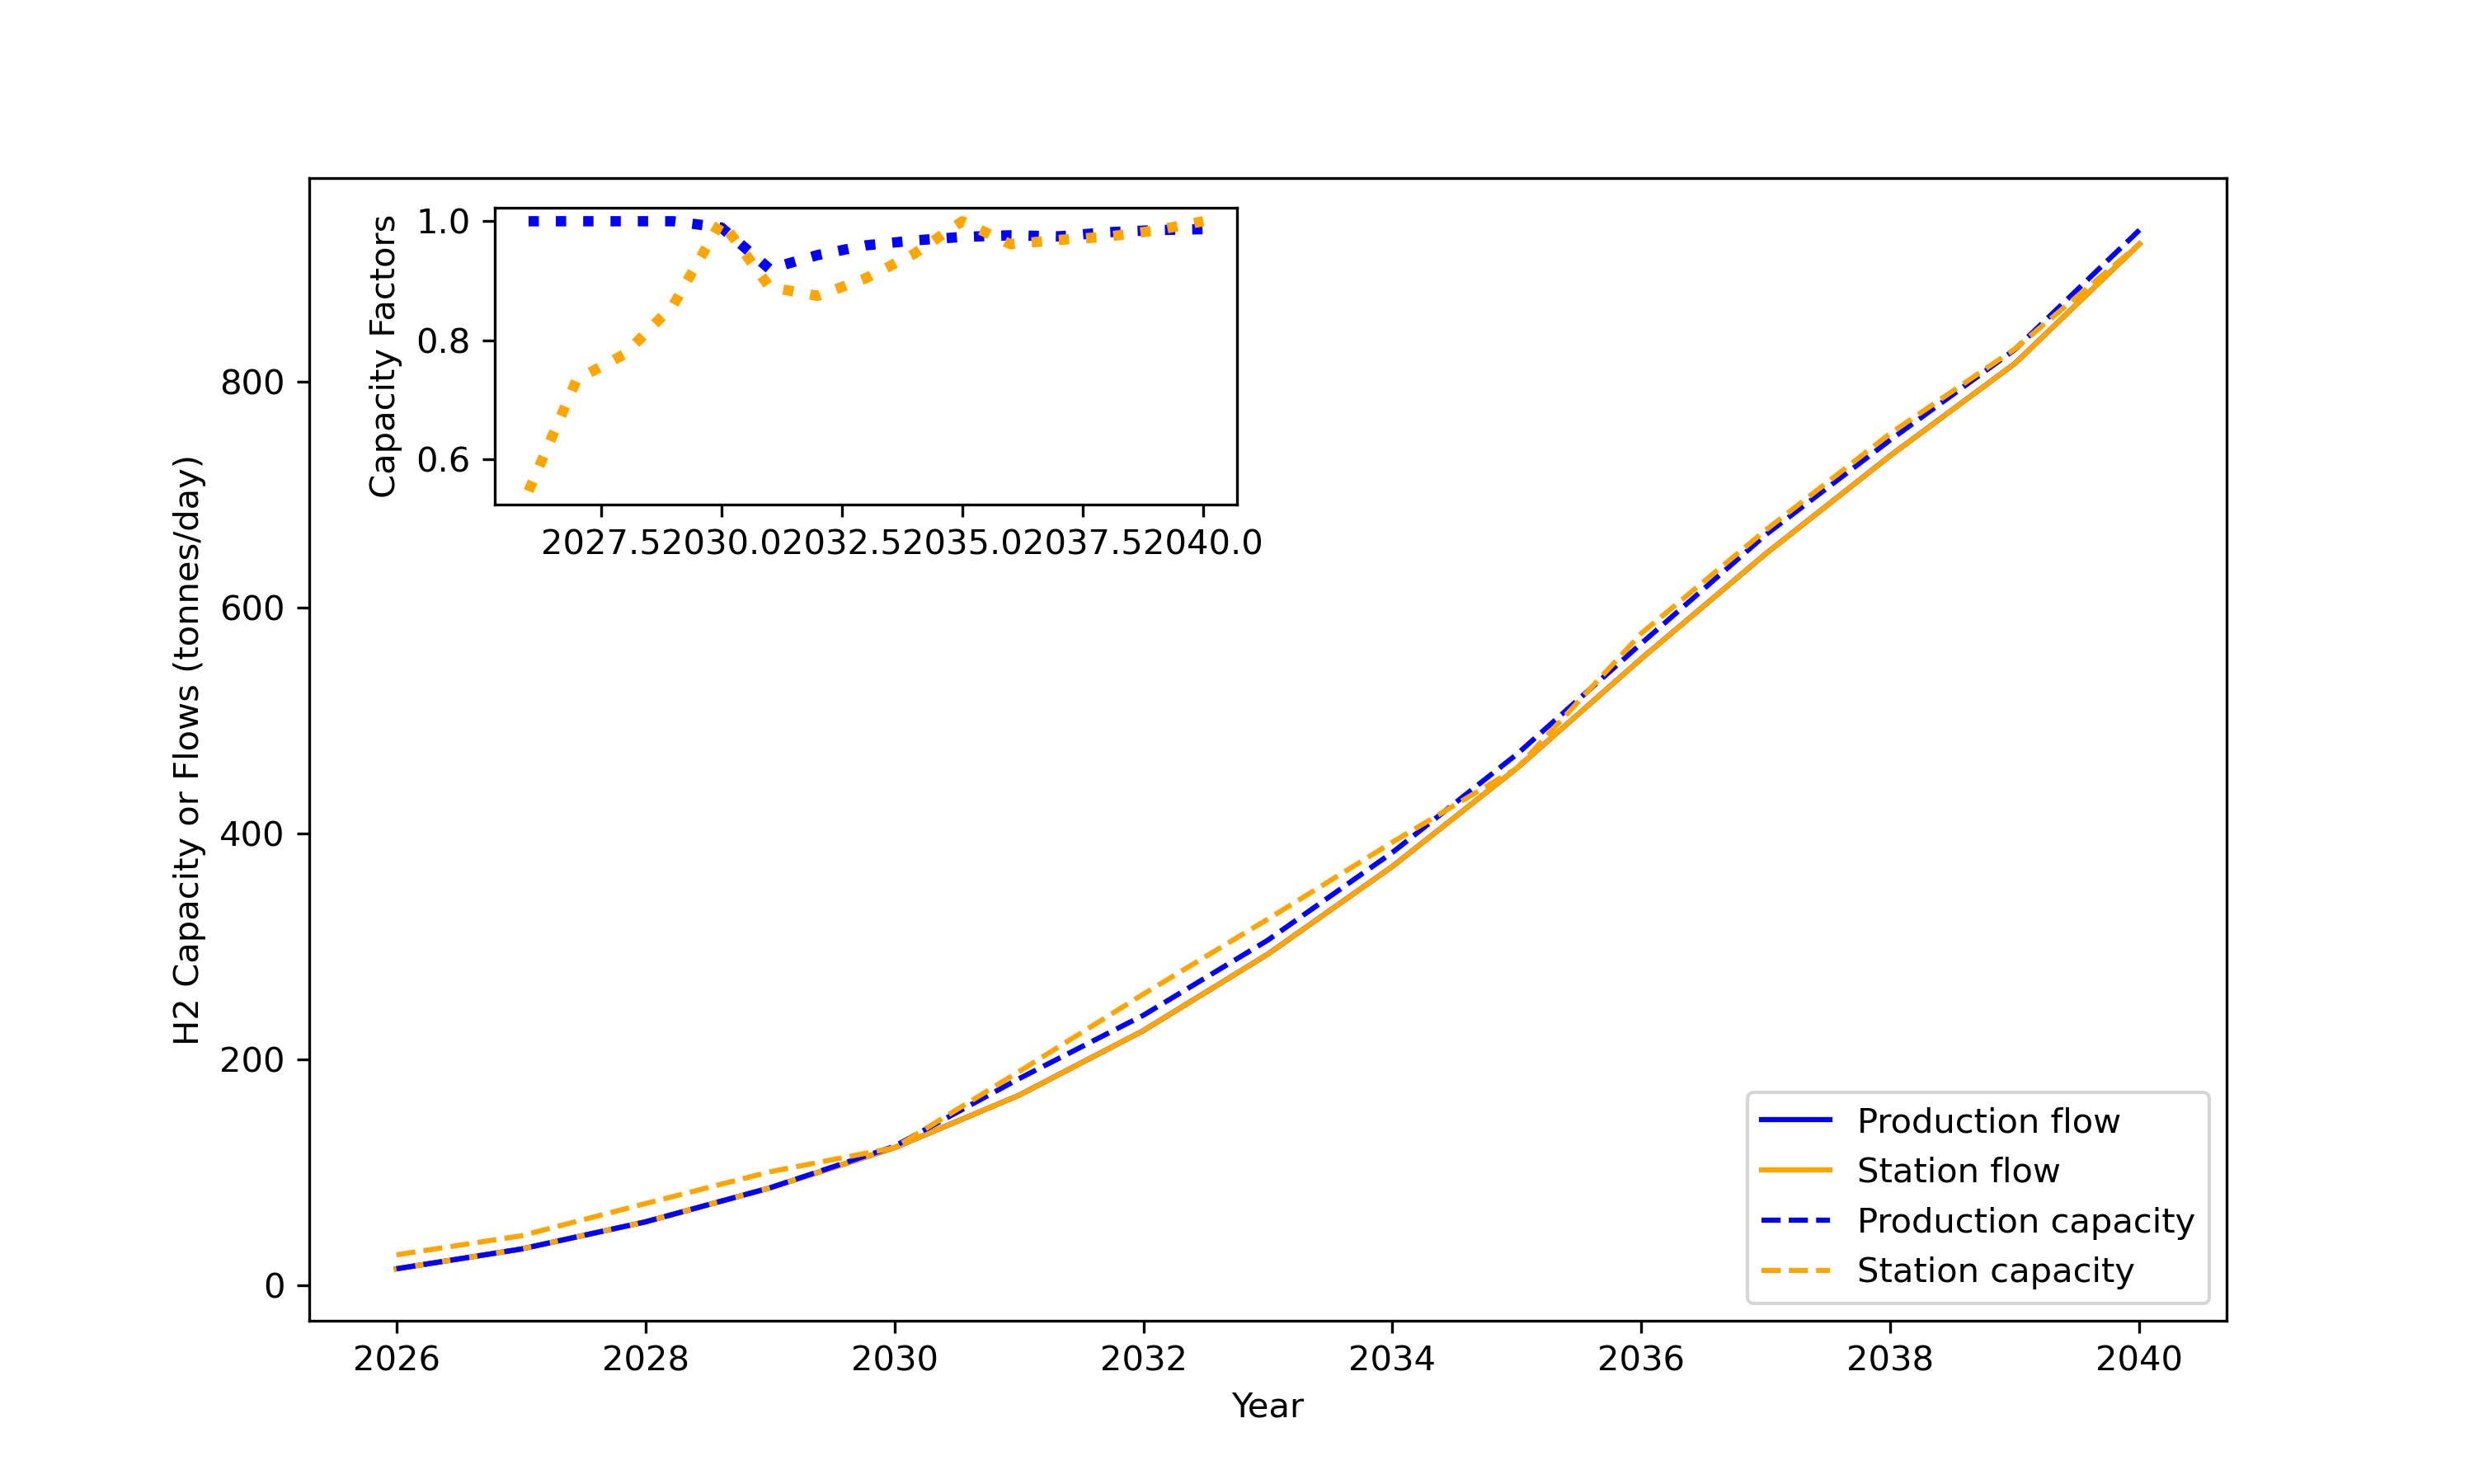 1.0
0.8
0.6
Capacity Factors
2027.52030.02032.52035.02037.52040.0
800
600
400
200
0
H2 Capacity or Flows (tonnes/day)
Production flow
Station flow
Production capacity
Station capacity
2026 2028 2030 2032 2034 2036 2038 2040
Year